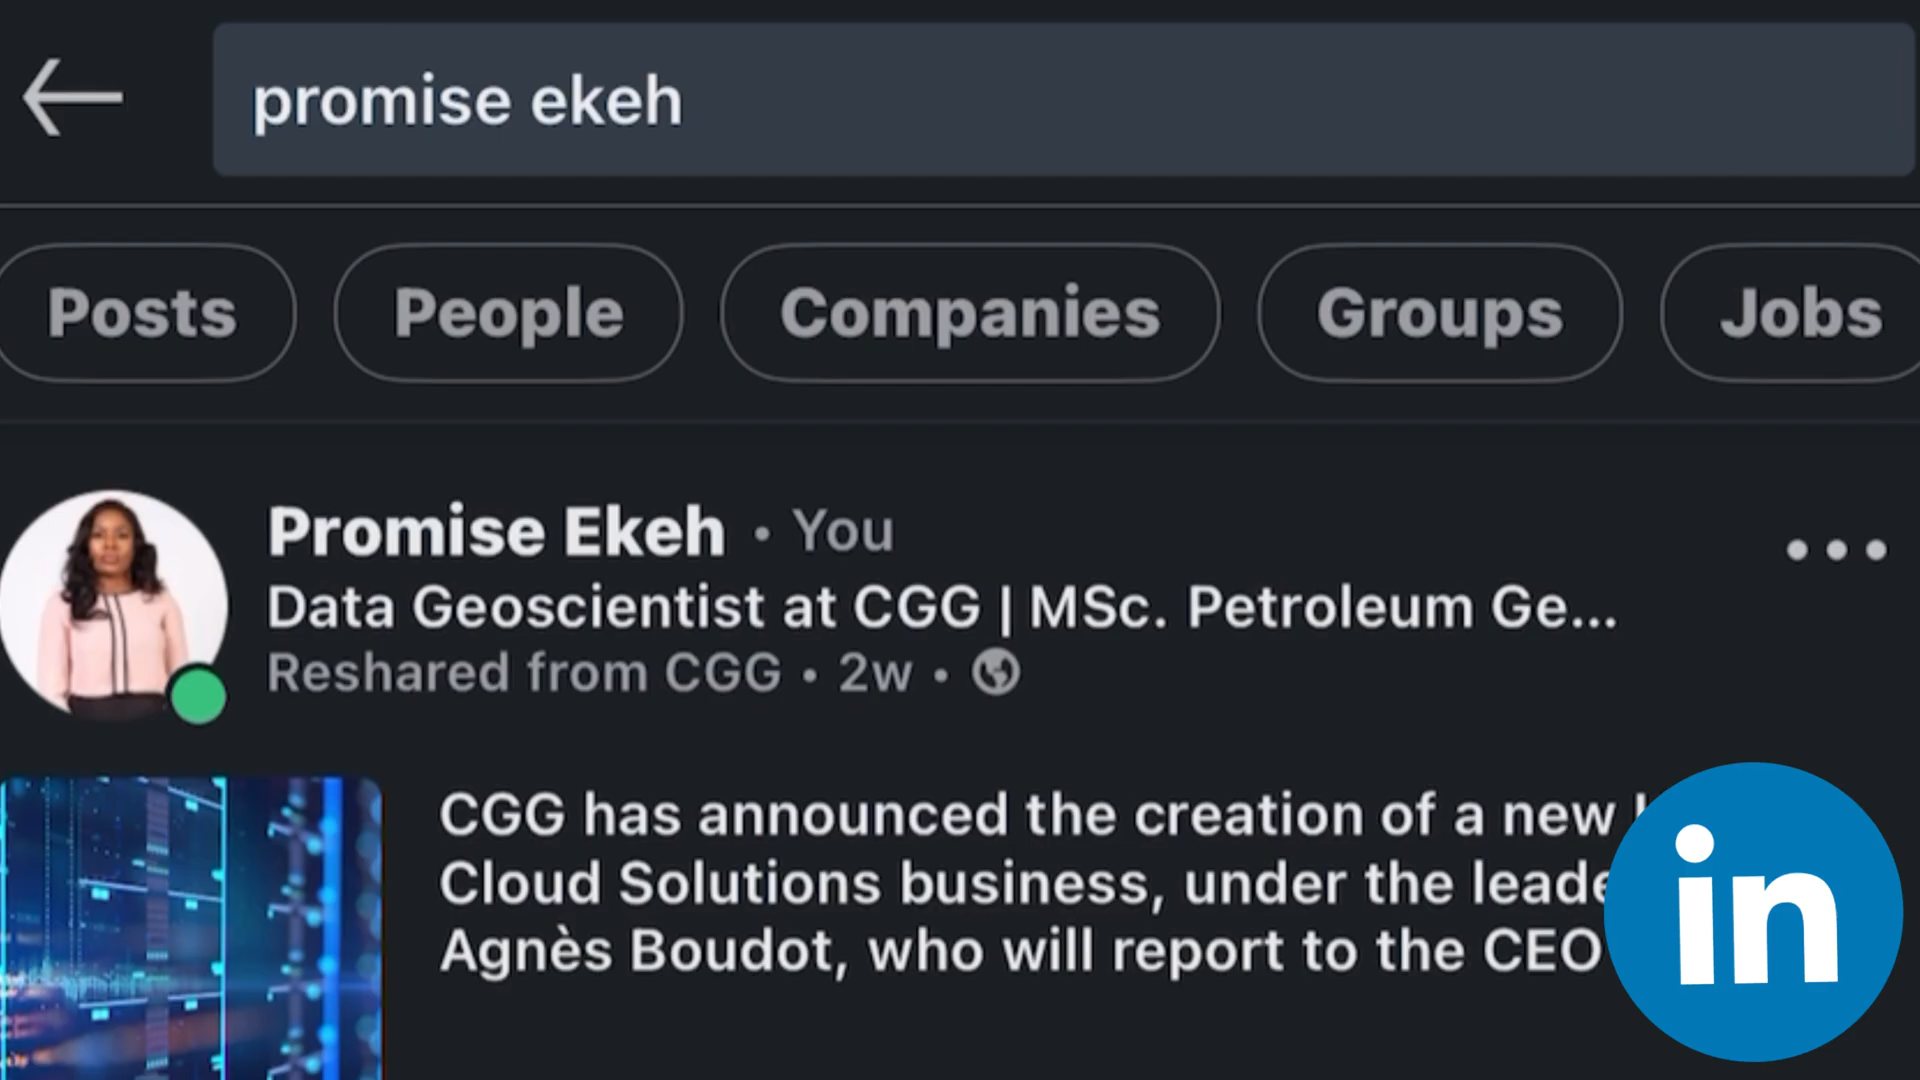 promise ekeh
Posts People Companies Groups Jobs
Promise Ekeh • You
Data Geoscientist at CGG | MSc. Petroleum Ge...
Reshared from CGG • 2w •
CGG has announced the creation of a new
Cloud Solutions business, under the leade
Agnès Boudot, who will report to the CEO
in